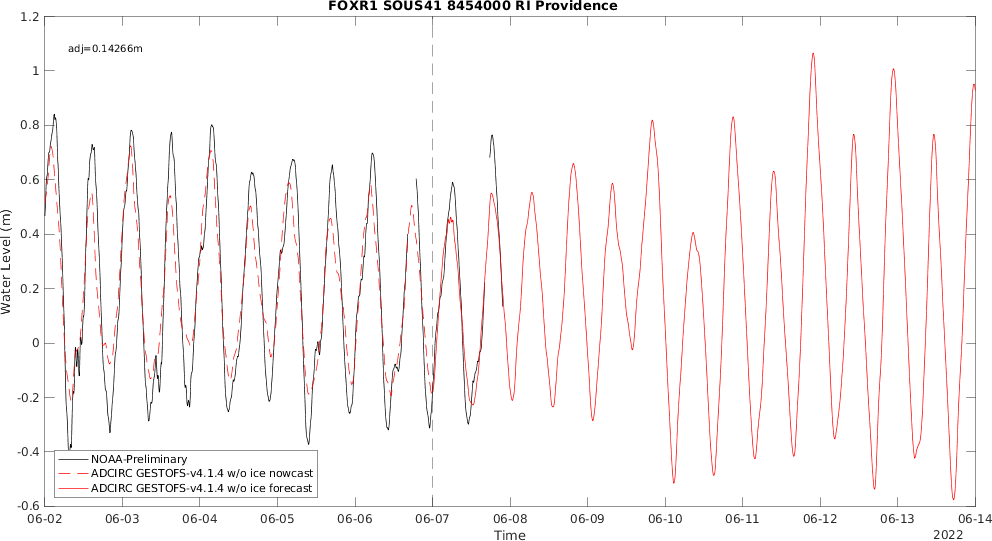 FOXR1 SOUS41 8454000 RI Providence
1.2
adj=0.14266m
1
0.8
0.6
0.4
0.2
0
-0.2
-0.4
-0.6
Water Level (m)
NOAA-Preliminary
ADCIRC GESTOFS-v4.1.4 w/o ice nowcast
ADCIRC GESTOFS-v4.1.4 w/o ice forecast
06-02 06-03 06-04 06-05 06-06 06-07 06-08 06-09 06-10 06-11 06-12 06-13 06-14
Time
2022